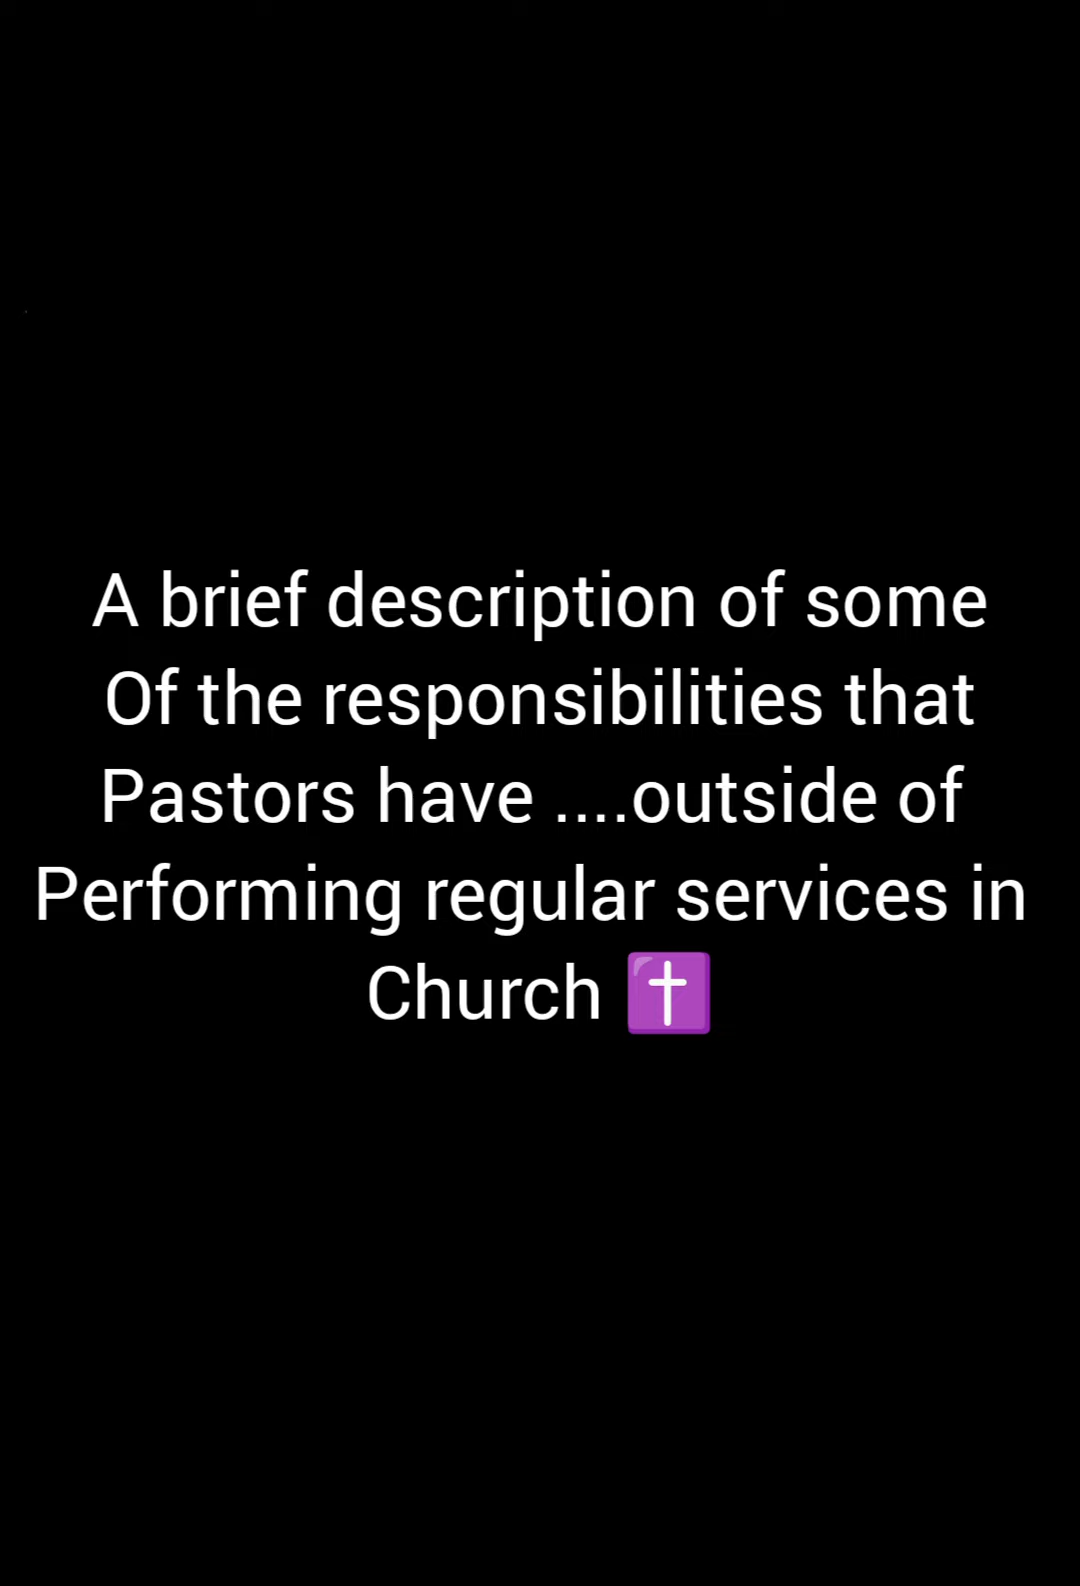 A brief description of some
Of the responsibilities that
Pastors have ....outside of
Performing regular services in
Church ✝️